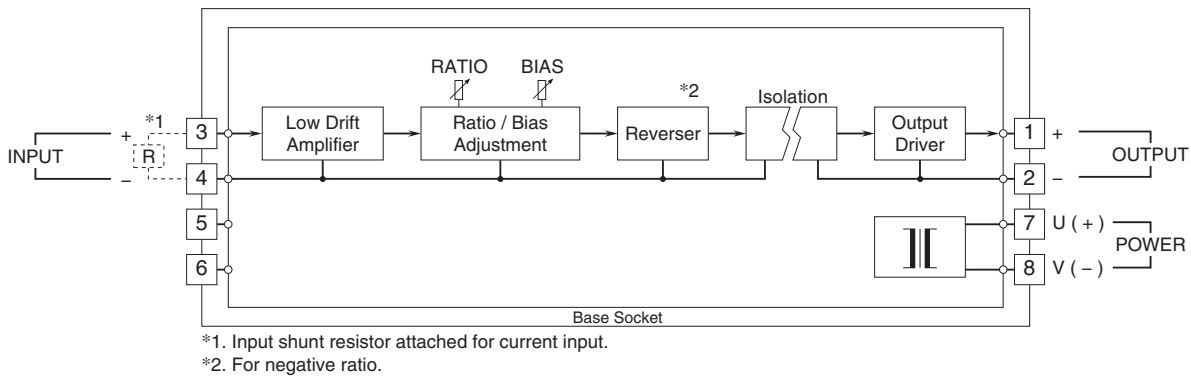 RATIO BIAS
*1 *2 Isolation
INPUT + 3 Low Drift Amplifier Ratio / Bias Adjustment Reverser Output Driver 1 + OUTPUT
R
− 4 2 −
5 7 U ( + ) POWER
6 8 V ( − )
Base Socket
*1. Input shunt resistor attached for current input.
*2. For negative ratio.